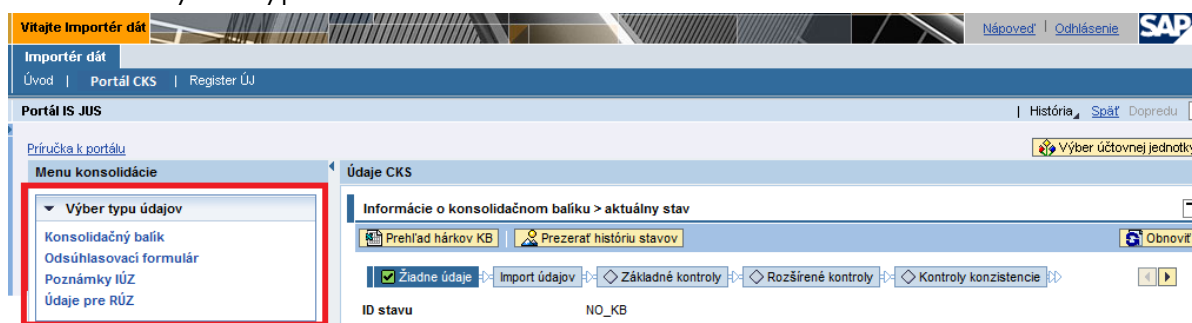 Vitajte Importér dát Nápoveď Odhlásenie SAP
Importér dát
Úvod | Portál CKS | Register ÚJ
Portál IS JUS | História Späť Dopredu
Príručka k portálu Výber účtovnej jednotky
Menu konsolidácie Údaje CKS
Výber typu údajov Informácie o konsolidačnom balíku > aktuálny stav
Konsolidačný balík Prehľad hárkov KB Prezerať históriu stavov Obnoviť
Odsúhlasovací formulár
Poznámky IÚZ Žiadne údaje Import údajov Základné kontroly Rozšírené kontroly Kontroly konzistencie
Údaje pre RÚZ
ID stavu NO_KB